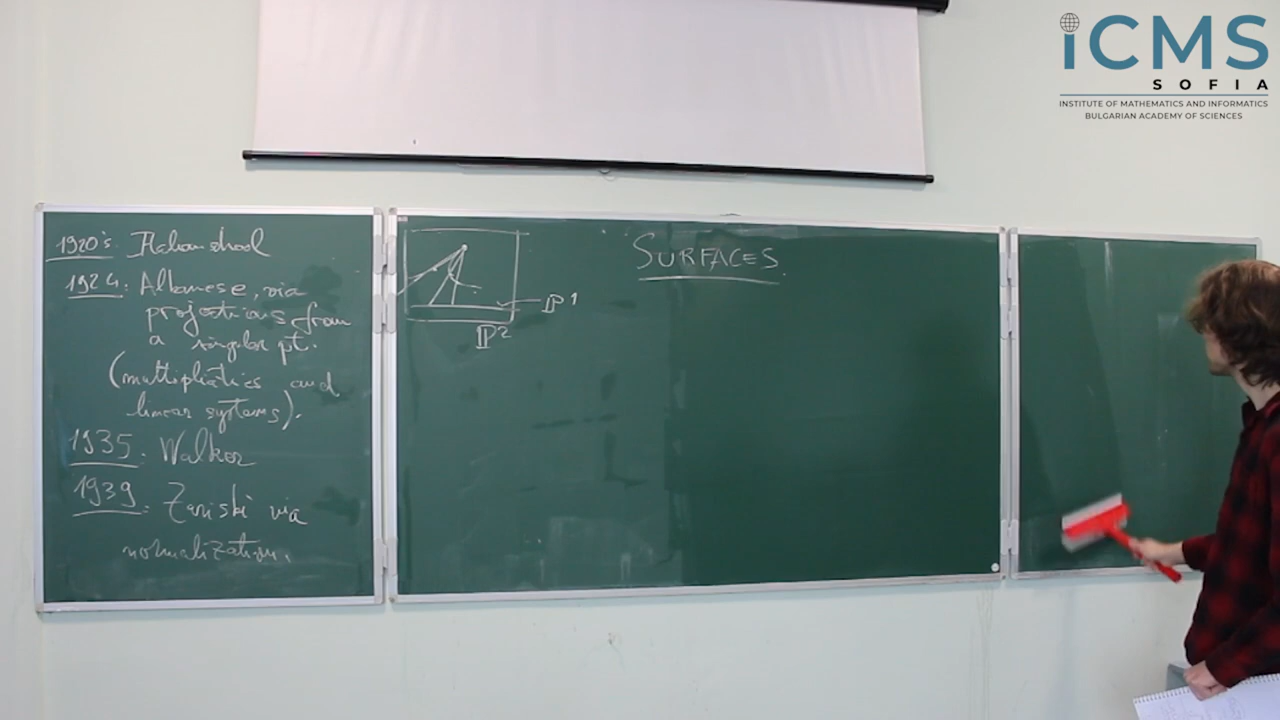 1920's Italian school
1924: Albanese, via
projections from
a singular pt.
(multiplicities and
linear systems).
1935. Walker
1939: Zariski via
normalization.
ℙ¹
ℙ²
SURFACES.
iCMS
SOFIA
INSTITUTE OF MATHEMATICS AND INFORMATICS
BULGARIAN ACADEMY OF SCIENCES